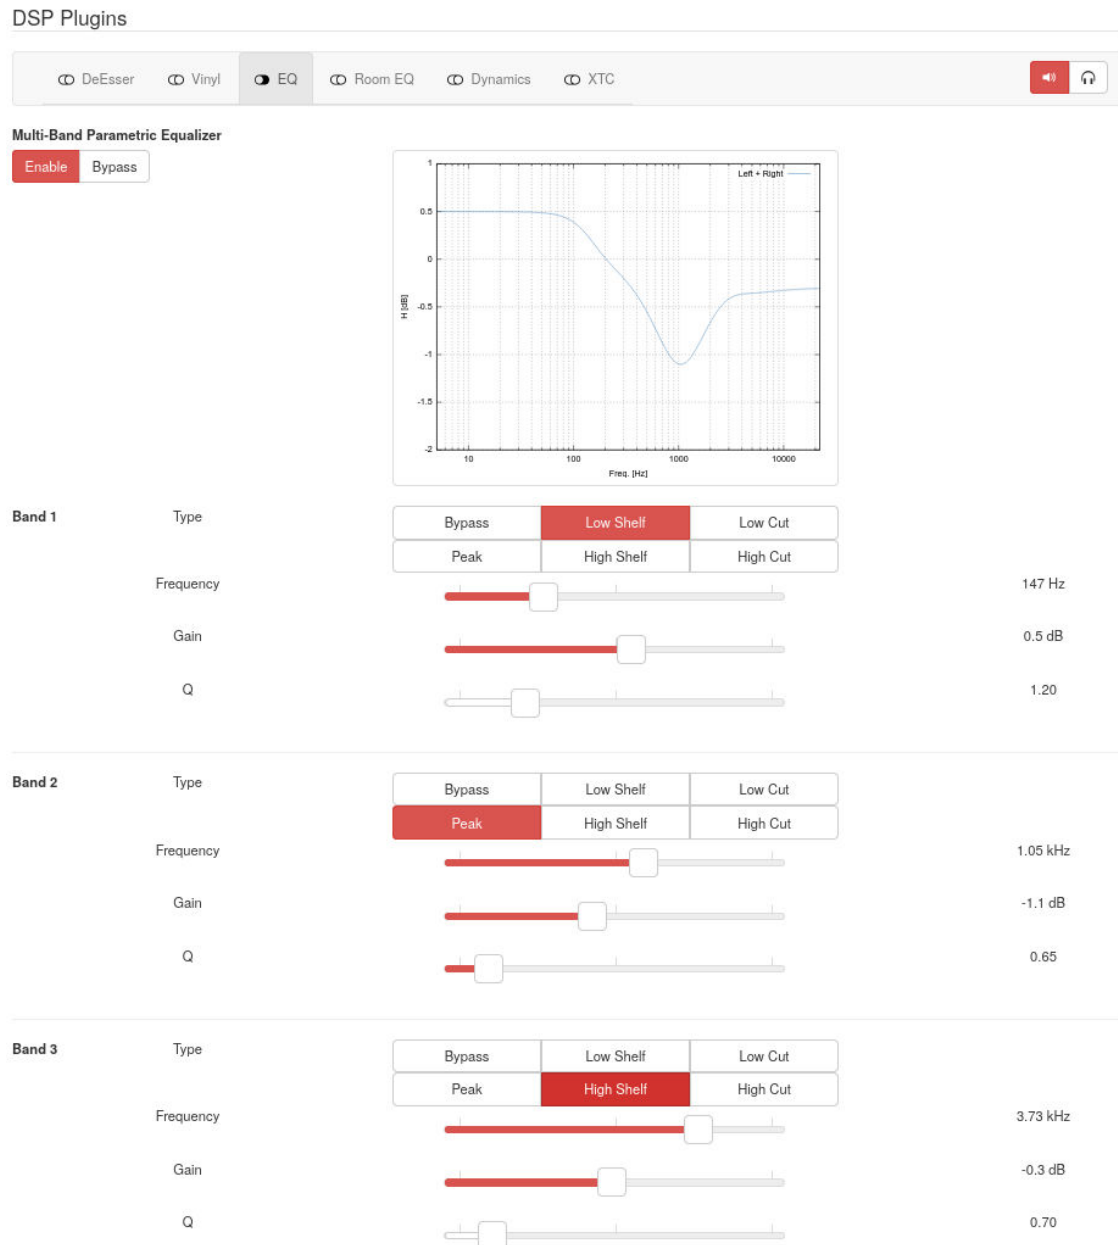 DSP Plugins
DeEsser Vinyl EQ Room EQ Dynamics XTC
Multi-Band Parametric Equalizer
Enable Bypass
1
Left + Right
0.5
0
-0.5
-1
-1.5
-2
H [dB]
10 100 1000 10000
Freq. [Hz]
Band 1 Type Bypass Low Shelf Low Cut
Peak High Shelf High Cut
Frequency 147 Hz
Gain 0.5 dB
Q 1.20
Band 2 Type Bypass Low Shelf Low Cut
Peak High Shelf High Cut
Frequency 1.05 kHz
Gain -1.1 dB
Q 0.65
Band 3 Type Bypass Low Shelf Low Cut
Peak High Shelf High Cut
Frequency 3.73 kHz
Gain -0.3 dB
Q 0.70